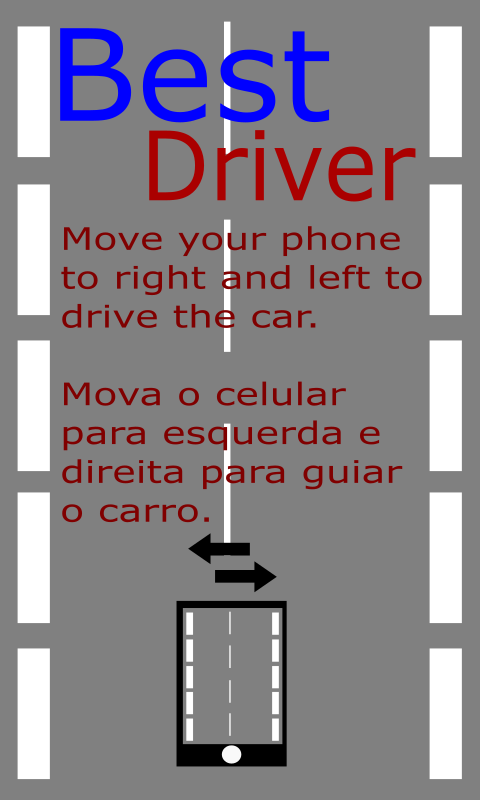 Best
Driver
Move your phone
to right and left to
drive the car.
Mova o celular
para esquerda e
direita para guiar
o carro.